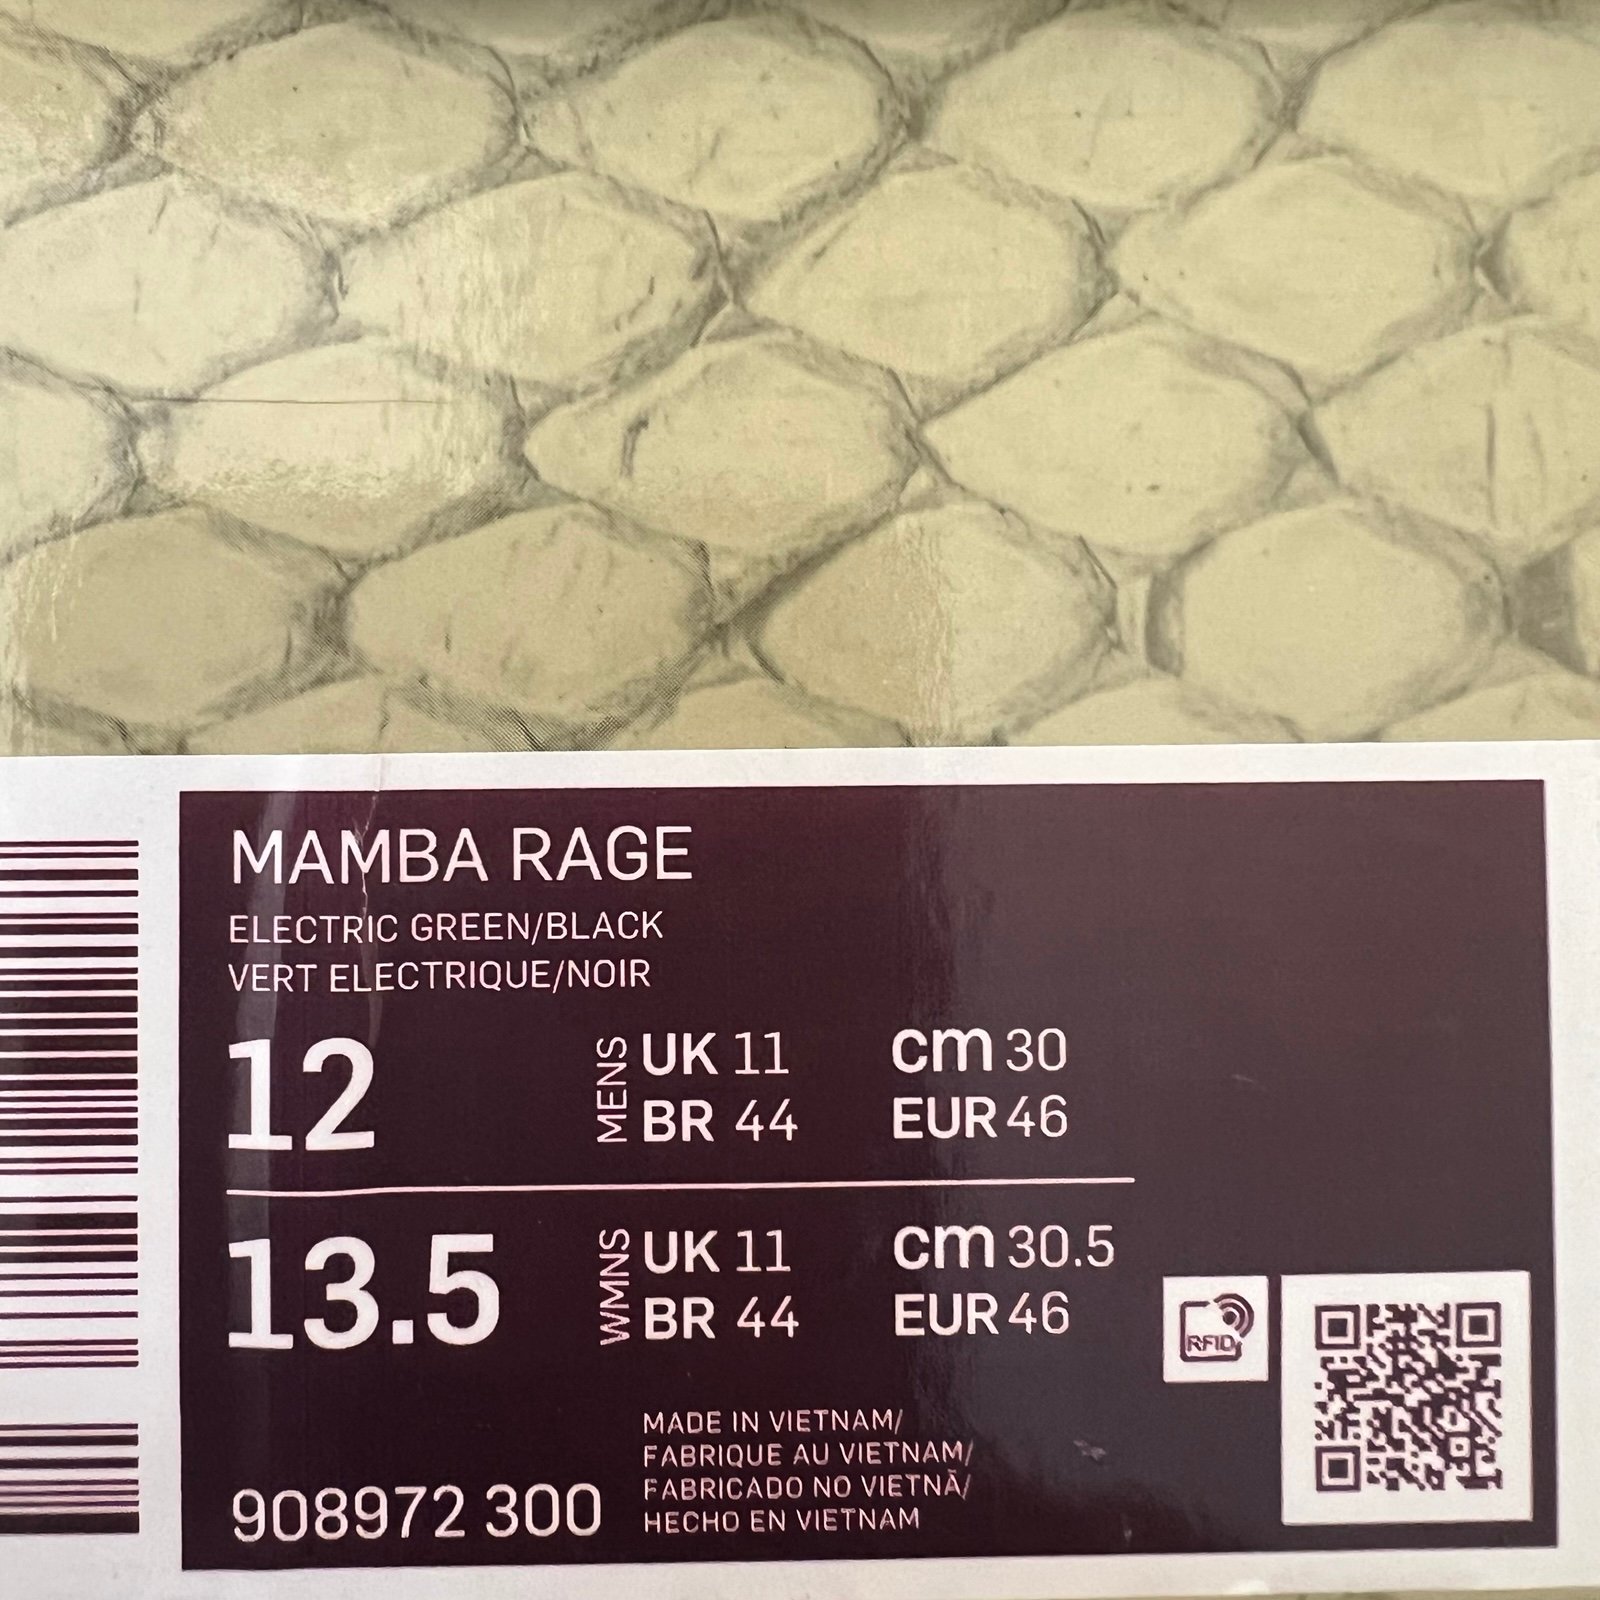 MAMBA RAGE
ELECTRIC GREEN/BLACK
VERT ELECTRIQUE/NOIR
12 MENS UK 11 cm 30
BR 44 EUR 46
13.5 WMNS UK 11 cm 30.5
BR 44 EUR 46
RFID
MADE IN VIETNAM/
FABRIQUE AU VIETNAM/
FABRICADO NO VIETNÃ/
HECHO EN VIETNAM
908972 300